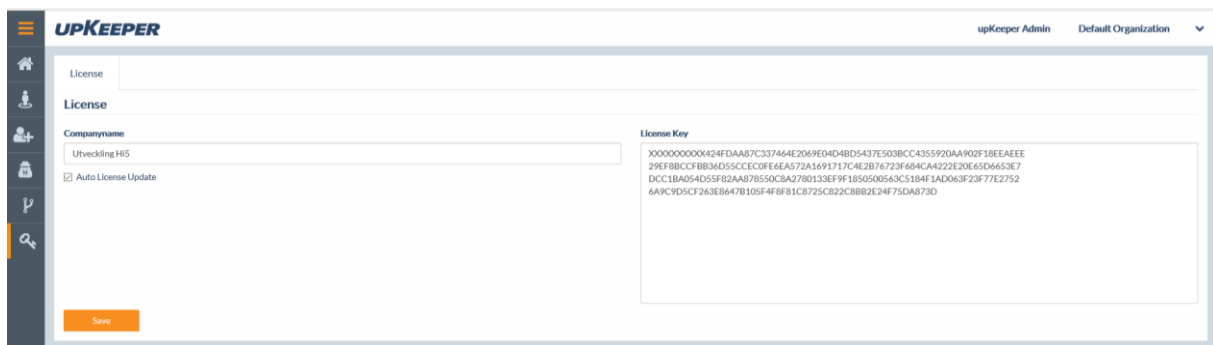 UPKEEPER
upKeeper Admin
Default Organization
License
License
Companyname
Utveckling HI5
Auto License Update
License Key
XXXXXXXXXX424FDAA87C337464E2069E04D4BD5437E503BCC4355920AA902F18EEAEEE
29EF8BCCFBB36D55CCEC0FE6EA572A1691717C4E2B76723F684CA4222E20E65D6653E7
DCC1BA054D55F82AA878550C8A2780133EF9F1850500563C5184F1AD063F23F77E2752
6A9C9D5CF263E8647B105F4F8F81C8725C822C8BB2E24F75DA873D
Save